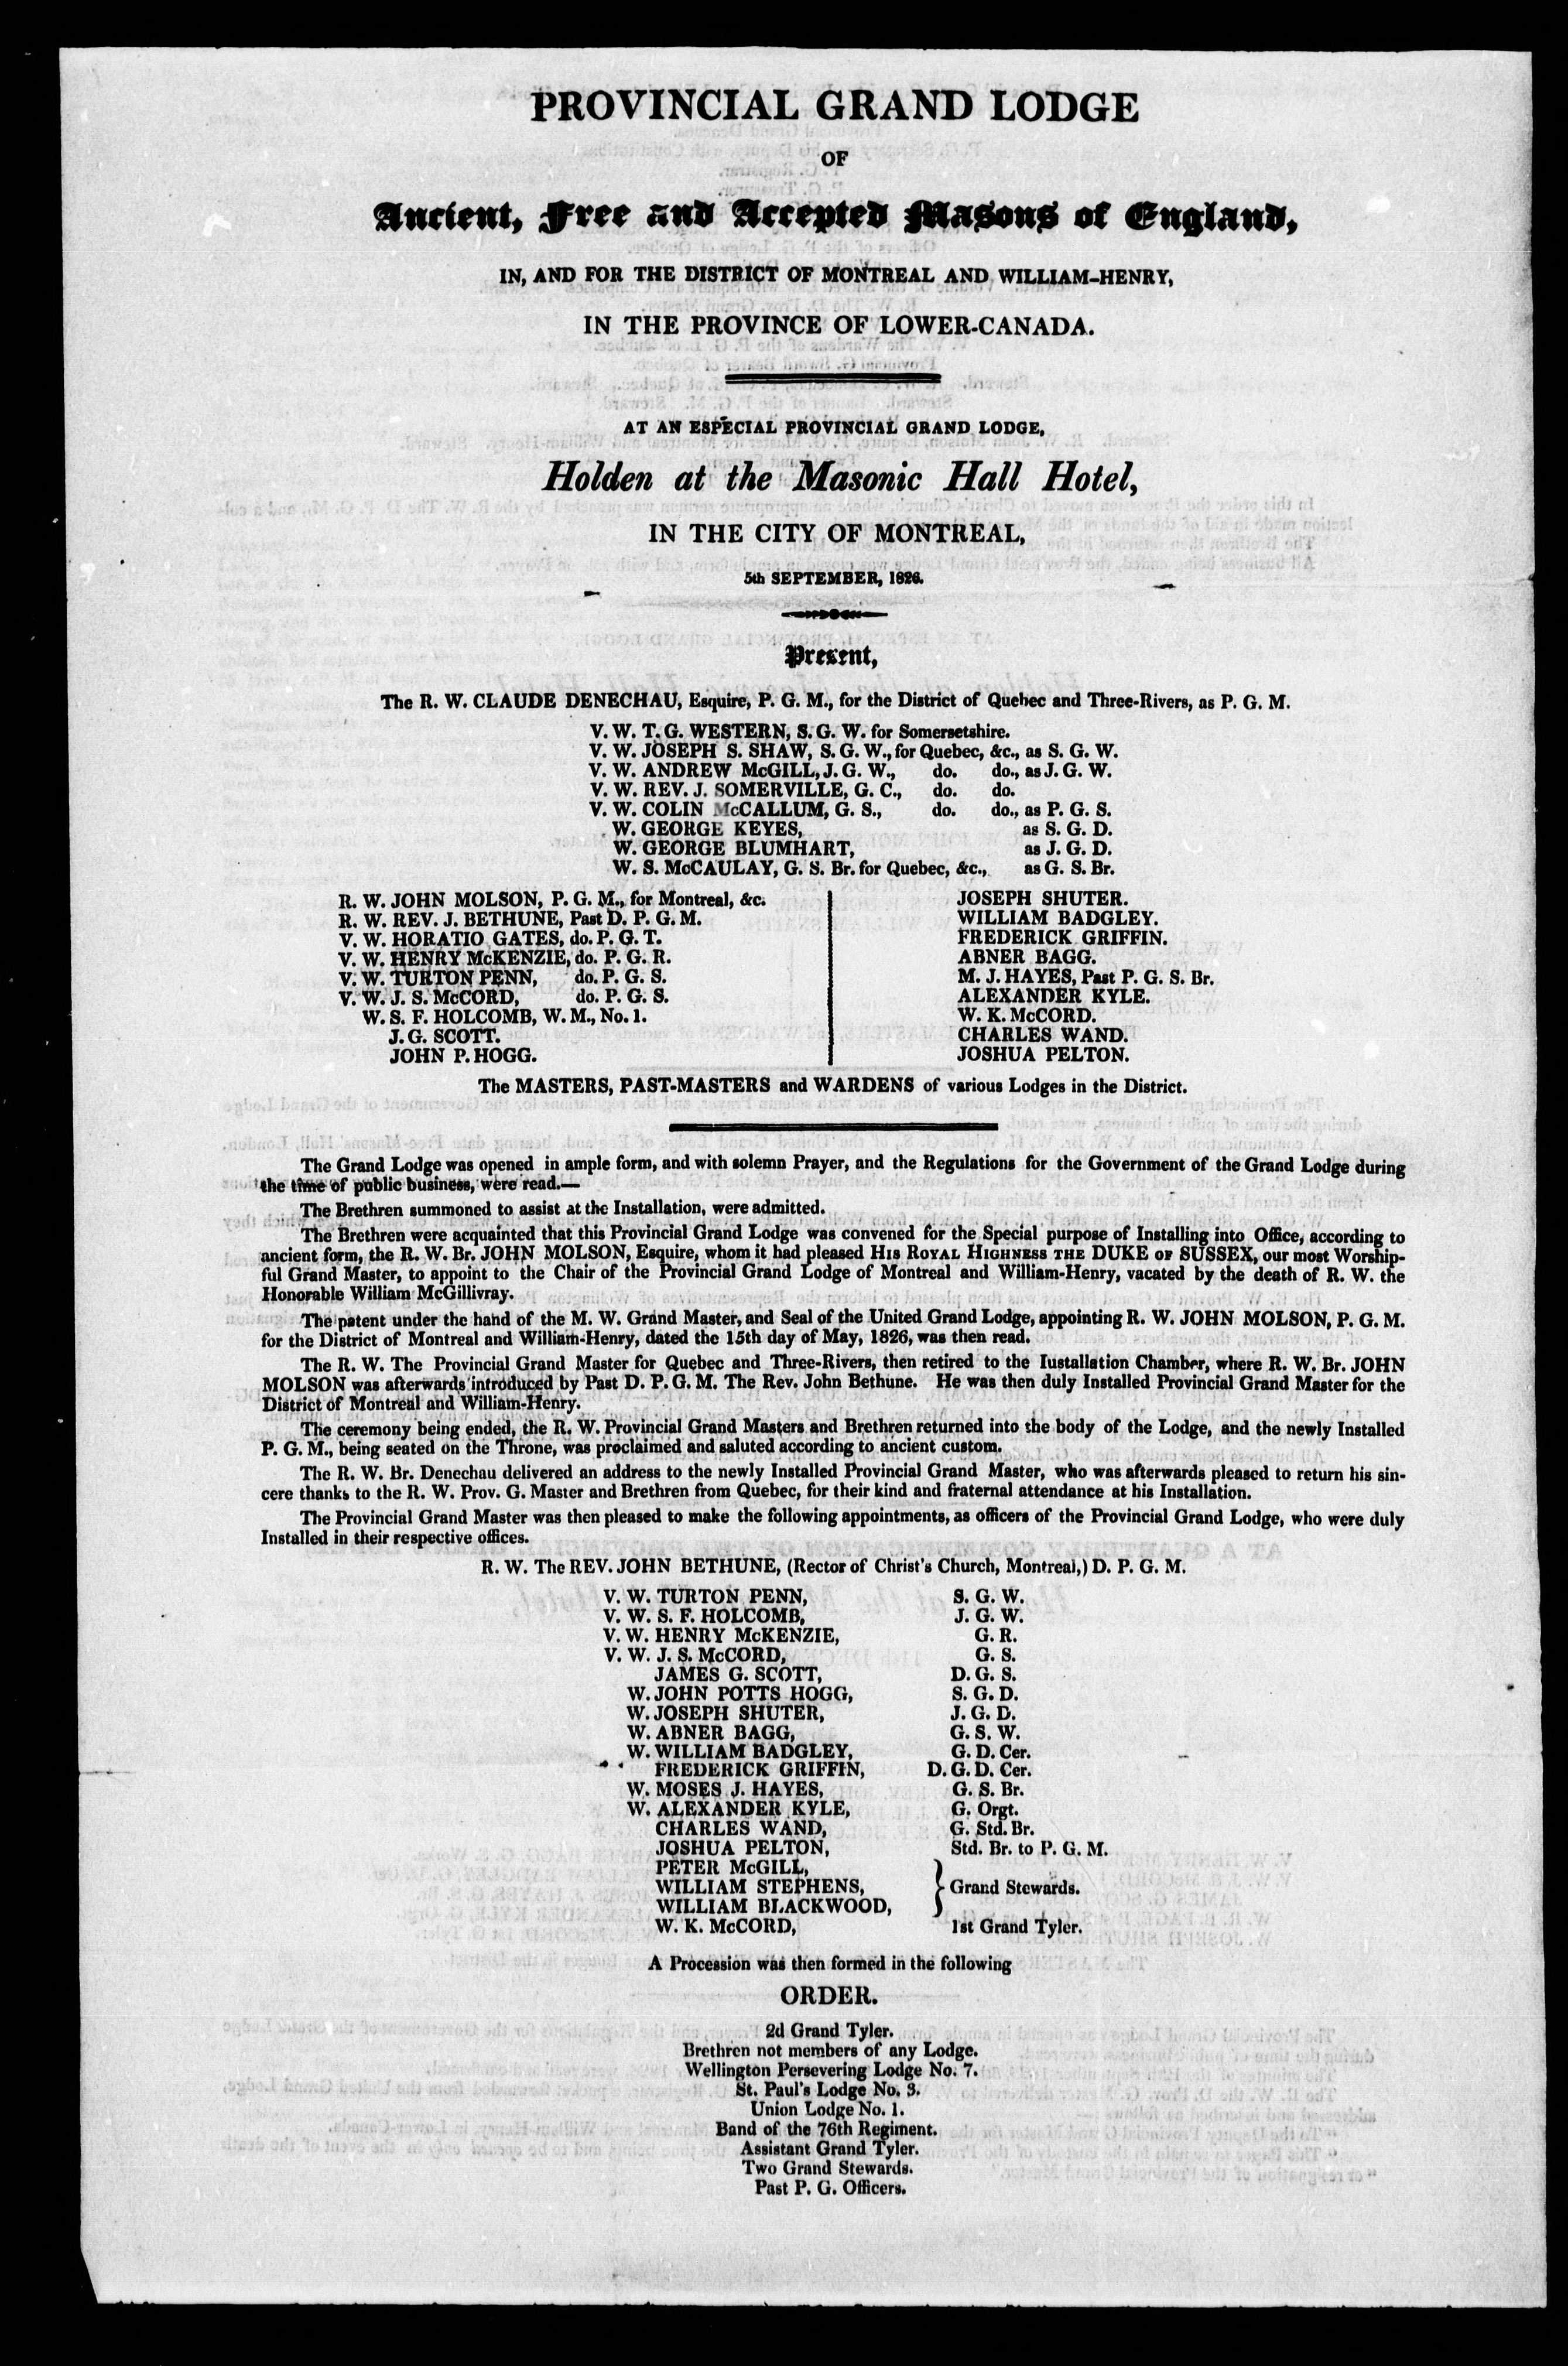 PROVINCIAL GRAND LODGE
OF
Ancient, Free and Accepted Masons of England,
IN, AND FOR THE DISTRICT OF MONTREAL AND WILLIAM-HENRY,
IN THE PROVINCE OF LOWER-CANADA.
AT AN ESPECIAL PROVINCIAL GRAND LODGE,
Holden at the Masonic Hall Hotel,
IN THE CITY OF MONTREAL,
5th SEPTEMBER, 1826.
Present,
The R. W. CLAUDE DENECHAU, Esquire, P. G. M., for the District of Quebec and Three-Rivers, as P. G. M.
V. W. T. G. WESTERN, S. G. W. for Somersetshire.
V. W. JOSEPH S. SHAW, S. G. W., for Quebec, &c., as S. G. W.
V. W. ANDREW McGILL, J. G. W., do. do., as J. G. W.
V. W. REV. J. SOMERVILLE, G. C., do. do.
V. W. COLIN McCALLUM, G. S., do. do., as P. G. S.
W. GEORGE KEYES, as S. G. D.
W. GEORGE BLUMHART, as J. G. D.
W. S. McCAULAY, G. S. Br. for Quebec, &c., as G. S. Br.
R. W. JOHN MOLSON, P. G. M., for Montreal, &c.
R. W. REV. J. BETHUNE, Past D. P. G. M.
V. W. HORATIO GATES, do. P. G. T.
V. W. HENRY McKENZIE, do. P. G. R.
V. W. TURTON PENN, do. P. G. S.
V. W. J. S. McCORD, do. P. G. S.
W. S. F. HOLCOMB, W. M., No. 1.
J. G. SCOTT.
JOHN P. HOGG.
JOSEPH SHUTER.
WILLIAM BADGLEY.
FREDERICK GRIFFIN.
ABNER BAGG.
M. J. HAYES, Past P. G. S. Br.
ALEXANDER KYLE.
W. K. McCORD.
CHARLES WAND.
JOSHUA PELTON.
The MASTERS, PAST-MASTERS and WARDENS of various Lodges in the District.
The Grand Lodge was opened in ample form, and with solemn Prayer, and the Regulations for the Government of the Grand Lodge during
the time of public business, were read.—
The Brethren summoned to assist at the Installation, were admitted.
The Brethren were acquainted that this Provincial Grand Lodge was convened for the Special purpose of Installing into Office, according to
ancient form, the R. W. Br. JOHN MOLSON, Esquire, whom it had pleased HIS ROYAL HIGHNESS THE DUKE OF SUSSEX, our most Worship-
ful Grand Master, to appoint to the Chair of the Provincial Grand Lodge of Montreal and William-Henry, vacated by the death of R. W. the
Honorable William McGillivray.
The patent under the hand of the M. W. Grand Master, and Seal of the United Grand Lodge, appointing R. W. JOHN MOLSON, P. G. M.
for the District of Montreal and William-Henry, dated the 15th day of May, 1826, was then read.
The R. W. The Provincial Grand Master for Quebec and Three-Rivers, then retired to the Iustallation Chamber, where R. W. Br. JOHN
MOLSON was afterwards introduced by Past D. P. G. M. The Rev. John Bethune. He was then duly Installed Provincial Grand Master for the
District of Montreal and William-Henry.
The ceremony being ended, the R. W. Provincial Grand Masters and Brethren returned into the body of the Lodge, and the newly Installed
P. G. M., being seated on the Throne, was proclaimed and saluted according to ancient custom.
The R. W. Br. Denechau delivered an address to the newly Installed Provincial Grand Master, who was afterwards pleased to return his sin-
cere thanks to the R. W. Prov. G. Master and Brethren from Quebec, for their kind and fraternal attendance at his Installation.
The Provincial Grand Master was then pleased to make the following appointments, as officers of the Provincial Grand Lodge, who were duly
Installed in their respective offices.
R. W. The REV. JOHN BETHUNE, (Rector of Christ's Church, Montreal,) D. P. G. M.
V. W. TURTON PENN, S. G. W.
V. W. S. F. HOLCOMB, J. G. W.
V. W. HENRY McKENZIE, G. R.
V. W. J. S. McCORD, G. S.
JAMES G. SCOTT, D. G. S.
W. JOHN POTTS HOGG, S. G. D.
W. JOSEPH SHUTER, J. G. D.
W. ABNER BAGG, G. S. W.
W. WILLIAM BADGLEY, G. D. Cer.
FREDERICK GRIFFIN, D. G. D. Cer.
W. MOSES J. HAYES, G. S. Br.
W. ALEXANDER KYLE, G. Orgt.
CHARLES WAND, G. Std. Br.
JOSHUA PELTON, Std. Br. to P. G. M.
PETER McGILL,
WILLIAM STEPHENS, } Grand Stewards.
WILLIAM BLACKWOOD,
W. K. McCORD, 1st Grand Tyler.
A Procession was then formed in the following
ORDER.
2d Grand Tyler.
Brethren not members of any Lodge.
Wellington Persevering Lodge No. 7.
St. Paul's Lodge No. 3.
Union Lodge No. 1.
Band of the 76th Regiment.
Assistant Grand Tyler.
Two Grand Stewards.
Past P. G. Officers.